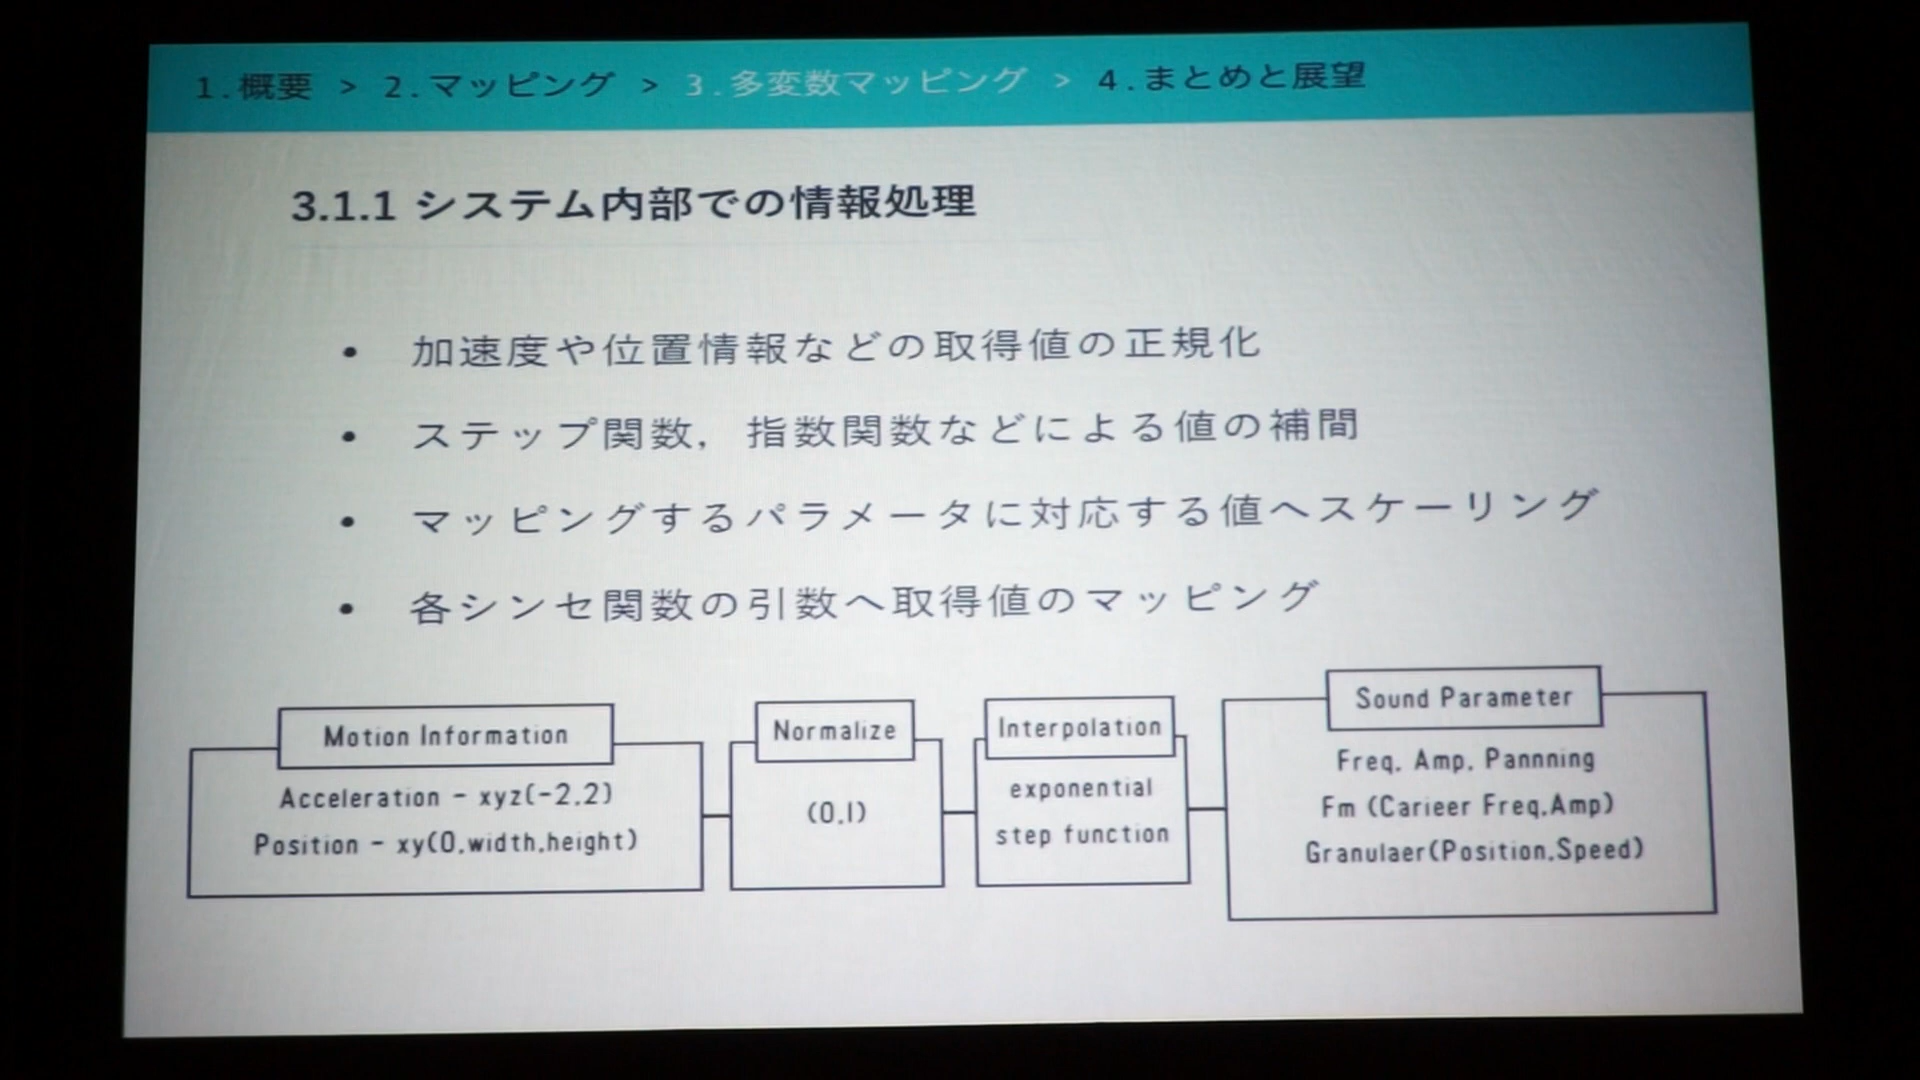 1.概要 > 2.マッピング > 3.多変数マッピング > 4.まとめと展望
3.1.1 システム内部での情報処理
• 加速度や位置情報などの取得値の正規化
• ステップ関数，指数関数などによる値の補間
• マッピングするパラメータに対応する値へスケーリング
• 各シンセ関数の引数へ取得値のマッピング
Motion Information
Acceleration - xyz(-2,2)
Position - xy(0,width,height)
Normalize
(0,1)
Interpolation
exponential
step function
Sound Parameter
Freq. Amp. Pannning
Fm (Carieer Freq,Amp)
Granulaer(Position,Speed)